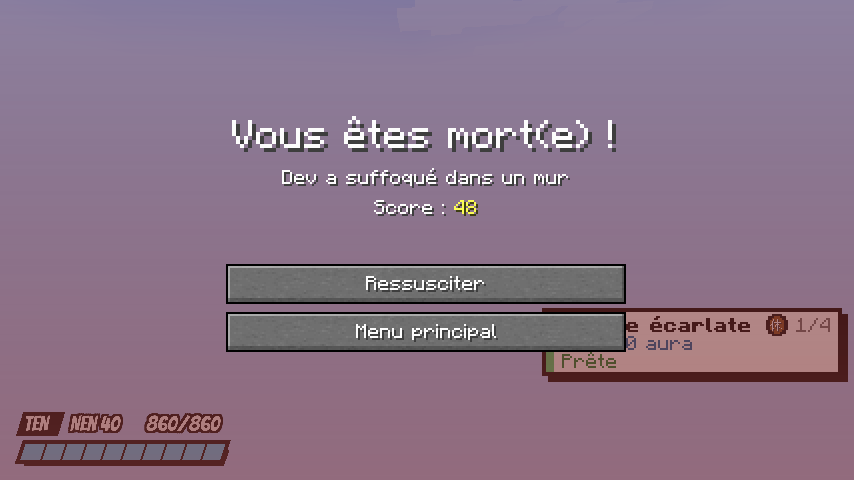 Vous êtes mort(e) !
Dev a suffoqué dans un mur
Score : 48
Ressusciter
Menu principal
écarlate 休 1/4
aura
Prête
TEN NEN 40 860/860